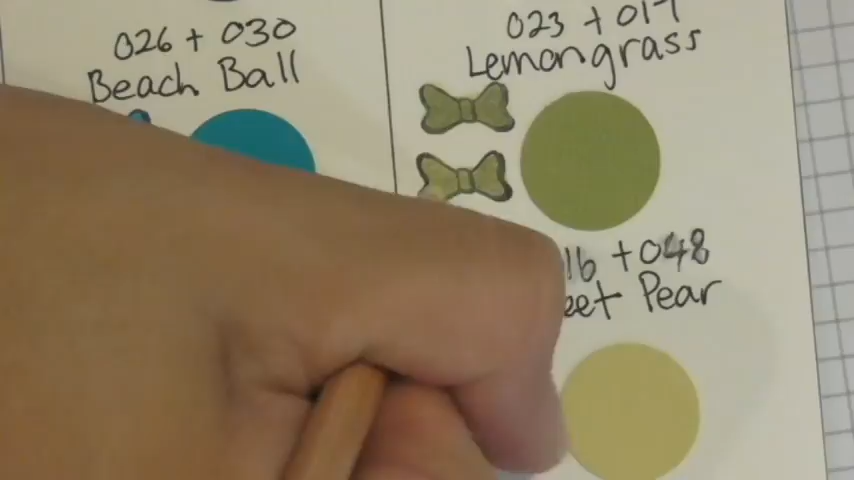 026 + 030
Beach Ball
023 + 017
Lemongrass
16 + 048
eet Pear